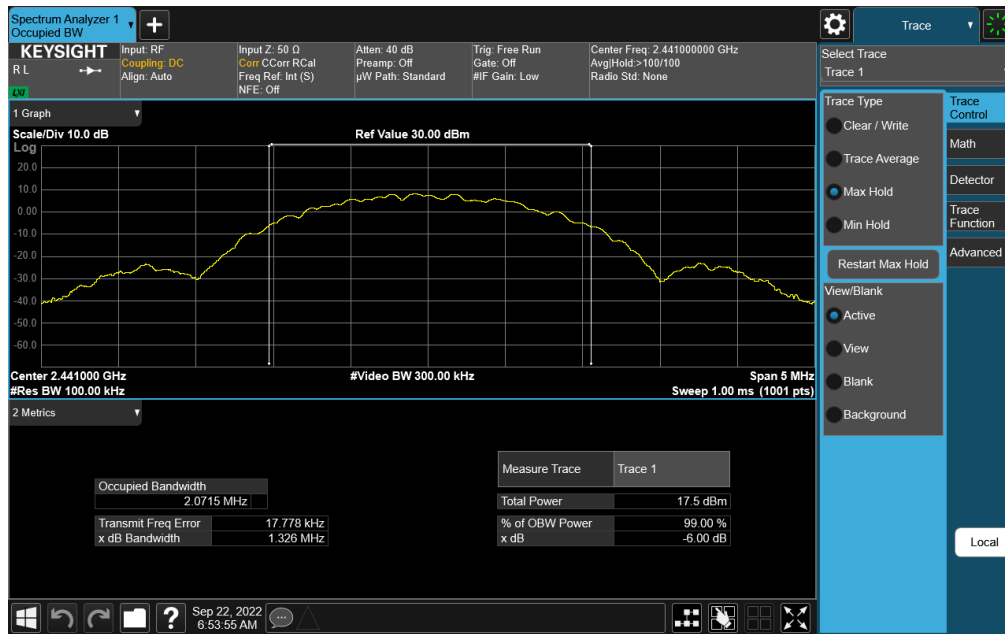 Spectrum Analyzer 1
Occupied BW
Trace
KEYSIGHT
R L
LXI
Input: RF
Coupling: DC
Align: Auto
Input Z: 50 Ω
Corr CCorr RCal
Freq Ref: Int (S)
NFE: Off
Atten: 40 dB
Preamp: Off
µW Path: Standard
Trig: Free Run
Gate: Off
#IF Gain: Low
Center Freq: 2.441000000 GHz
Avg|Hold:>100/100
Radio Std: None
1 Graph
Scale/Div 10.0 dB
Ref Value 30.00 dBm
Log
20.0
10.0
0.00
-10.0
-20.0
-30.0
-40.0
-50.0
-60.0
Center 2.441000 GHz
#Video BW 300.00 kHz
Span 5 MHz
#Res BW 100.00 kHz
Sweep 1.00 ms (1001 pts)
2 Metrics
Occupied Bandwidth
2.0715 MHz
Transmit Freq Error 17.778 kHz
x dB Bandwidth 1.326 MHz
Measure Trace Trace 1
Total Power 17.5 dBm
% of OBW Power 99.00 %
x dB -6.00 dB
Select Trace
Trace 1
Trace Type
Clear / Write
Trace Average
Max Hold
Min Hold
Restart Max Hold
View/Blank
Active
View
Blank
Background
Trace
Control
Math
Detector
Trace
Function
Advanced
Local
?
Sep 22, 2022
6:53:55 AM